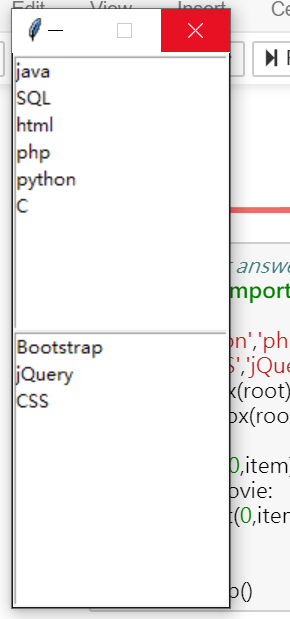 Edit View Insert Ce
java
SQL
html
php
python
C
Bootstrap
jQuery
CSS
answe
import
on','ph
S','jQue
x(root)
ox(roo
0,item)
ovie:
t(0,iten
p()